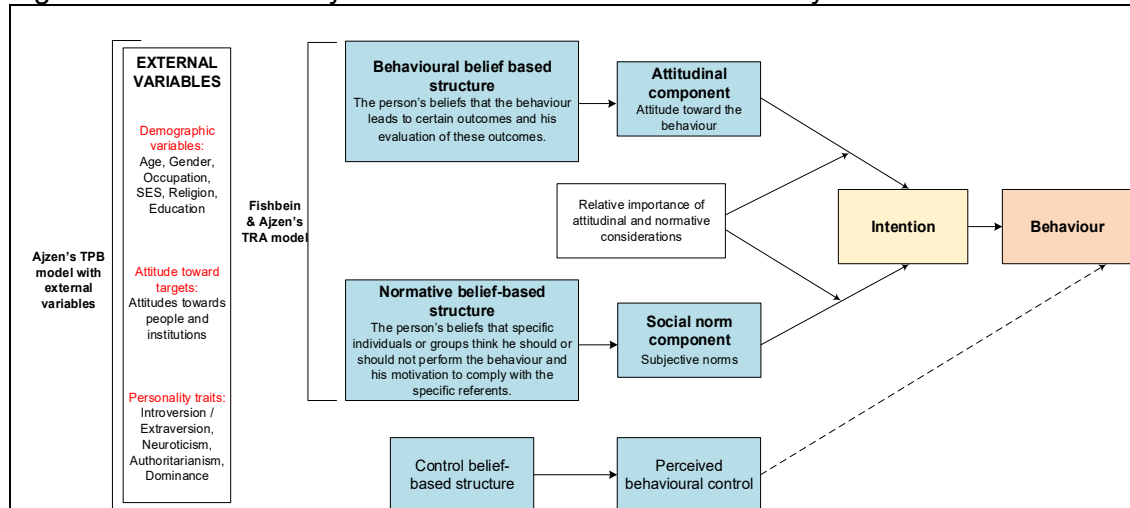 Ajzen's TPB
model with
external
variables
EXTERNAL
VARIABLES
Demographic
variables:
Age, Gender,
Occupation,
SES, Religion,
Education
Attitude toward
targets:
Attitudes towards
people and
institutions
Personality traits:
Introversion /
Extraversion,
Neuroticism,
Authoritarianism,
Dominance
Fishbein
& Ajzen's
TRA model
Behavioural belief based
structure
The person's beliefs that the behaviour
leads to certain outcomes and his
evaluation of these outcomes.
Attitudinal
component
Attitude toward the
behaviour
Relative importance of
attitudinal and normative
considerations
Intention
Behaviour
Normative belief-based
structure
The person's beliefs that specific
individuals or groups think he should or
should not perform the behaviour and
his motivation to comply with the
specific referents.
Social norm
component
Subjective norms
Control belief-
based structure
Perceived
behavioural control